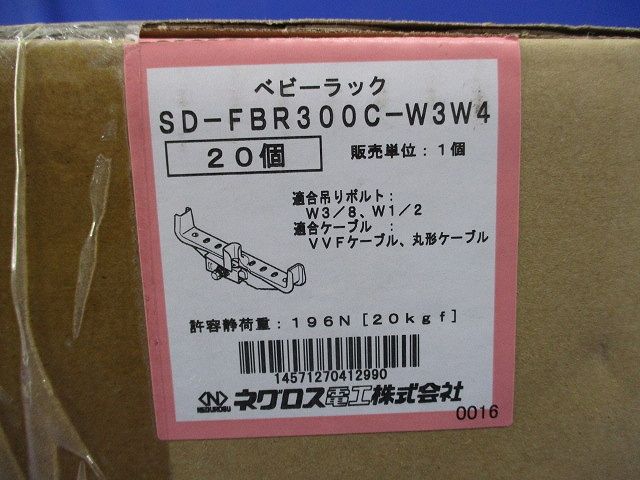 ベビーラック
SD－FBR300C－W3W4
20個
販売単位：1個
適合吊りボルト：
W3／8、W1／2
適合ケーブル　：
VVFケーブル、丸形ケーブル
許容静荷重：196N［20kgf］
14571270412990
NEGUROSU
ネグロス電工株式会社
0016